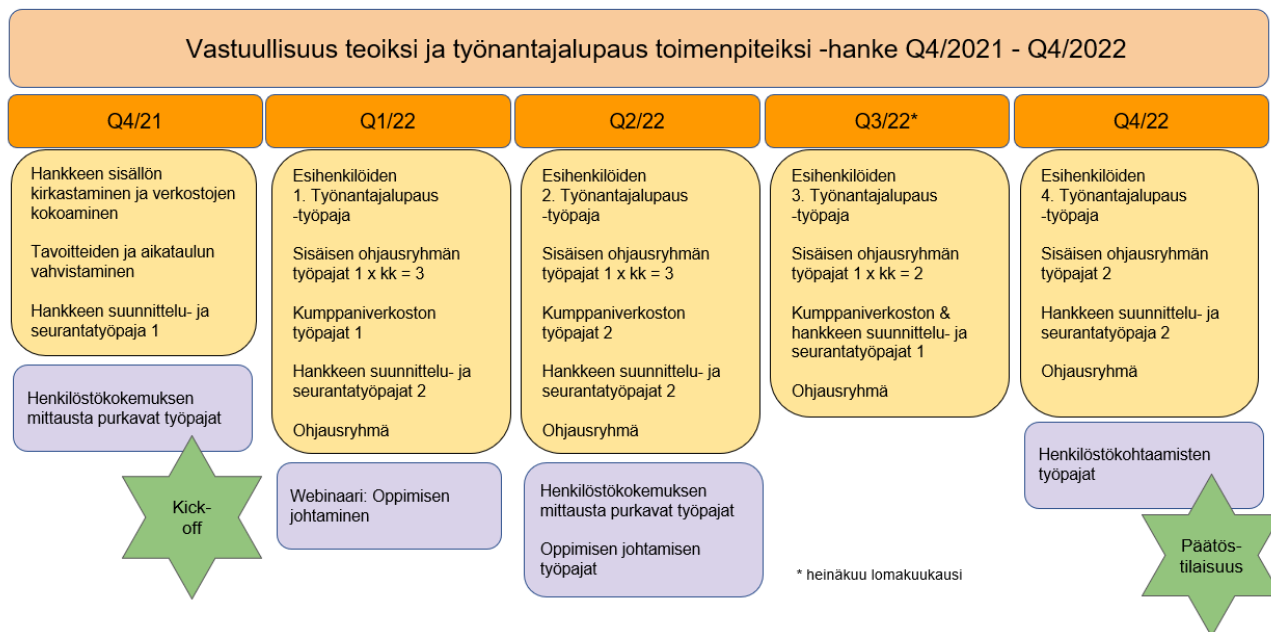 Vastuullisuus teoiksi ja työnantajalupaus toimenpiteiksi -hanke Q4/2021 - Q4/2022
Q4/21
Hankkeen sisällön
kirkastaminen ja verkostojen
kokoaminen
Tavoitteiden ja aikataulun
vahvistaminen
Hankkeen suunnittelu- ja
seurantatyöpaja 1
Henkilöstökokemuksen
mittausta purkavat työpajat
Kick-
off
Q1/22
Esihenkilöiden
1. Työnantajalupaus
-työpaja
Sisäisen ohjausryhmän
työpajat 1 x kk = 3
Kumppaniverkoston
työpajat 1
Hankkeen suunnittelu- ja
seurantatyöpajat 2
Ohjausryhmä
Webinaari: Oppimisen
johtaminen
Q2/22
Esihenkilöiden
2. Työnantajalupaus
-työpaja
Sisäisen ohjausryhmän
työpajat 1 x kk = 3
Kumppaniverkoston
työpajat 2
Hankkeen suunnittelu- ja
seurantatyöpajat 2
Ohjausryhmä
Henkilöstökokemuksen
mittausta purkavat työpajat
Oppimisen johtamisen
työpajat
Q3/22*
Esihenkilöiden
3. Työnantajalupaus
-työpaja
Sisäisen ohjausryhmän
työpajat 1 x kk = 2
Kumppaniverkoston &
hankkeen suunnittelu- ja
seurantatyöpajat 1
Ohjausryhmä
* heinäkuu lomakuukausi
Q4/22
Esihenkilöiden
4. Työnantajalupaus
-työpaja
Sisäisen ohjausryhmän
työpajat 2
Hankkeen suunnittelu- ja
seurantatyöpaja 2
Ohjausryhmä
Henkilöstökohtaamisten
työpajat
Päätös-
tilaisuus